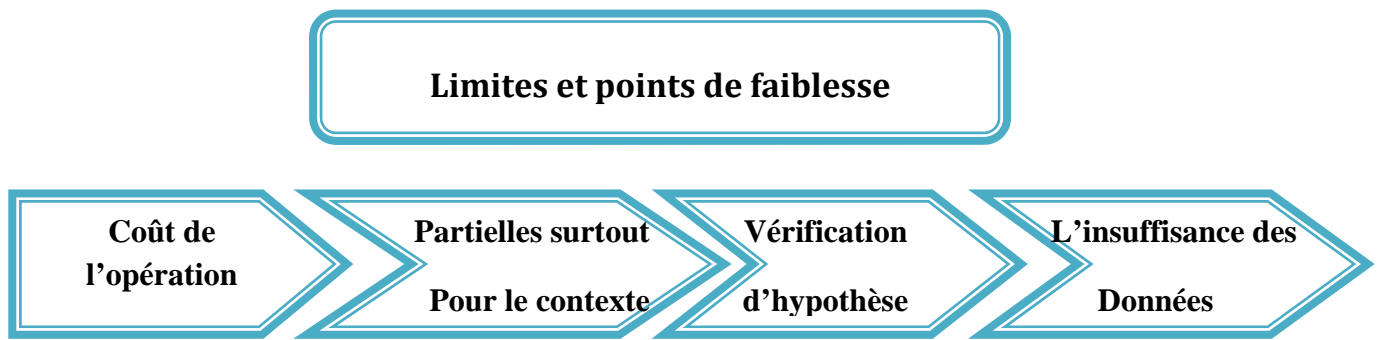 Limites et points de faiblesse
Coût de
l’opération
Partielles surtout
Pour le contexte
Vérification
d’hypothèse
L’insuffisance des
Données